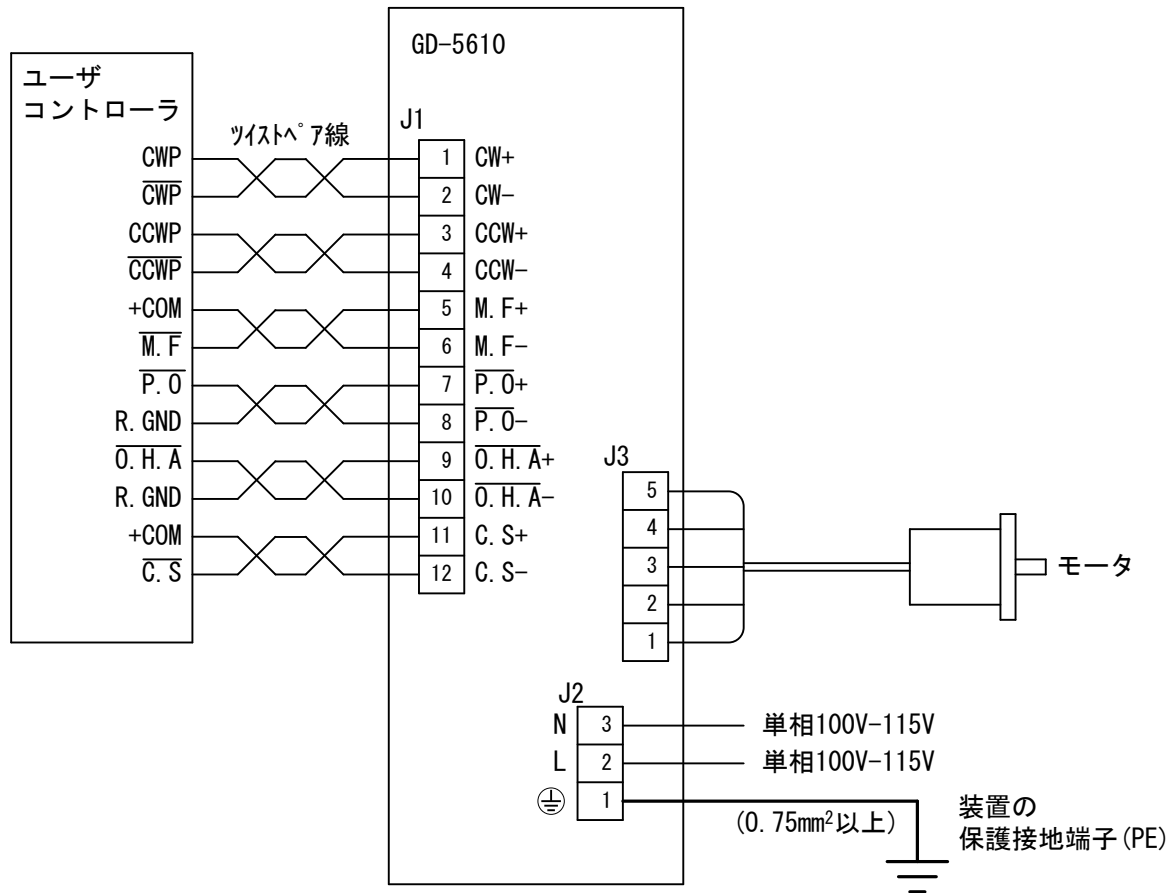 GD-5610
ユーザ
コントローラ
ﾂｲｽﾄﾍﾟｱ線
J1
CWP 1 CW+
C̅W̅P̅ 2 CW-
CCWP 3 CCW+
C̅C̅W̅P̅ 4 CCW-
+COM 5 M.F+
M̅.̅F̅ 6 M.F-
P̅.̅O̅ 7 P̅.̅O̅+
R.GND 8 P̅.̅O̅-
O̅.̅H̅.̅A̅ 9 O̅.̅H̅.̅A̅+
R.GND 10 O̅.̅H̅.̅A̅-
+COM 11 C.S+
C̅.̅S̅ 12 C.S-
J3
5
4
3
2
1
モータ
J2
N 3 単相100V-115V
L 2 単相100V-115V
1
(0.75mm²以上)
装置の
保護接地端子(PE)